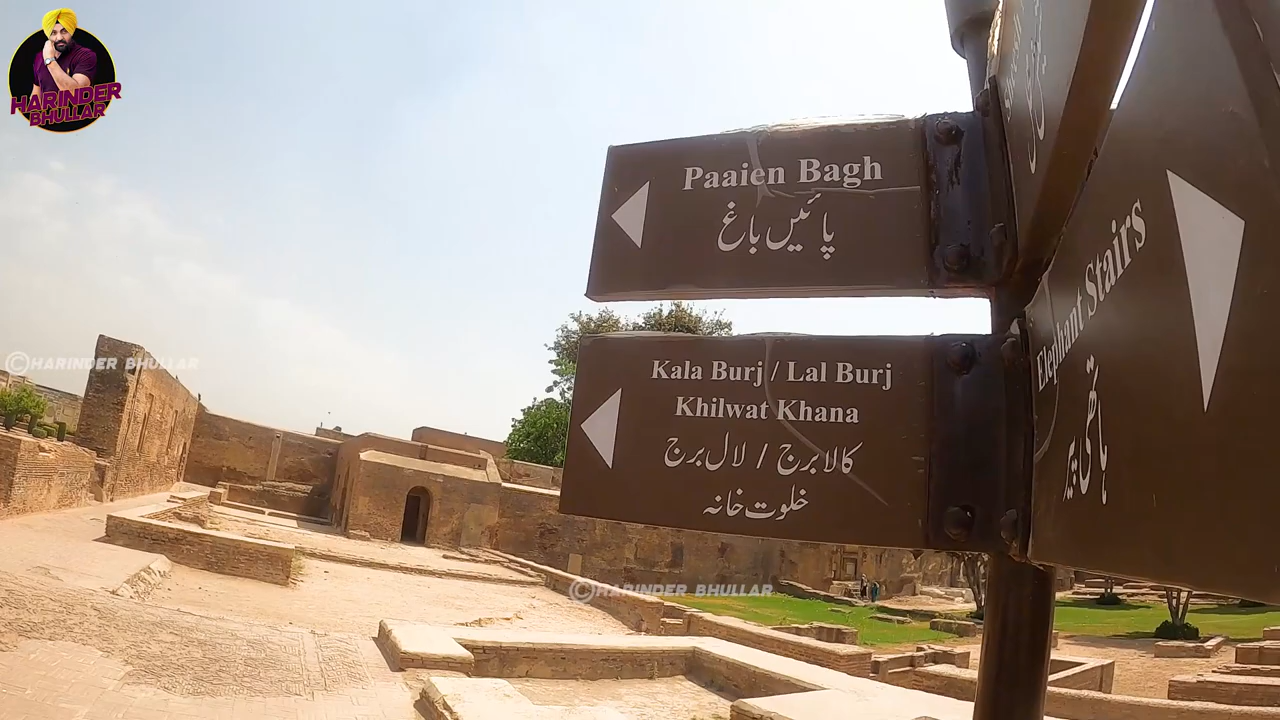 HARINDER
BHULLAR
Paaien Bagh
پائیں باغ
Kala Burj / Lal Burj
Khilwat Khana
کالا برج / لال برج
خلوت خانہ
Elephant Stairs
ہاتھی پیر
©HARINDER BHULLAR
©HARINDER BHULLAR